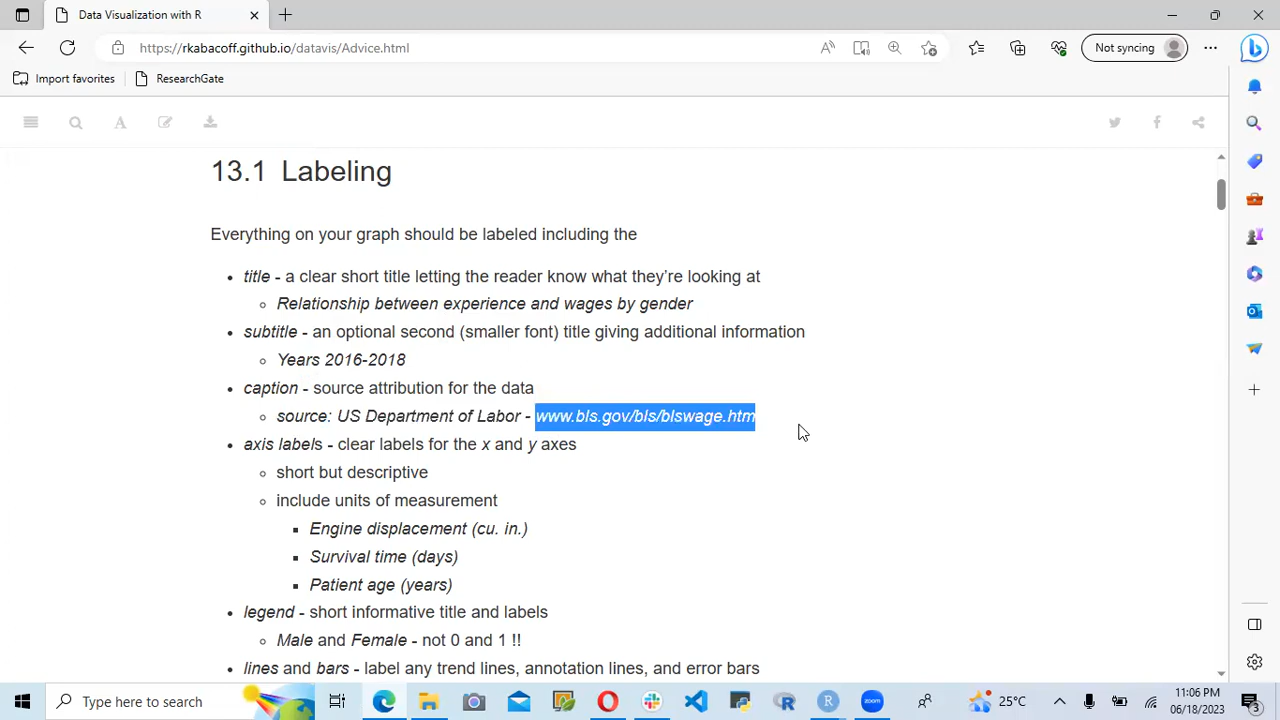 Data Visualization with R
https://rkabacoff.github.io/datavis/Advice.html
Not syncing
Import favorites
ResearchGate
13.1 Labeling
Everything on your graph should be labeled including the
• title - a clear short title letting the reader know what they’re looking at
◦ Relationship between experience and wages by gender
• subtitle - an optional second (smaller font) title giving additional information
◦ Years 2016-2018
• caption - source attribution for the data
◦ source: US Department of Labor - www.bls.gov/bls/blswage.htm
• axis labels - clear labels for the x and y axes
◦ short but descriptive
◦ include units of measurement
▪ Engine displacement (cu. in.)
▪ Survival time (days)
▪ Patient age (years)
• legend - short informative title and labels
◦ Male and Female - not 0 and 1 !!
• lines and bars - label any trend lines, annotation lines, and error bars
Type here to search
zoom
25°C
11:06 PM
06/18/2023
3